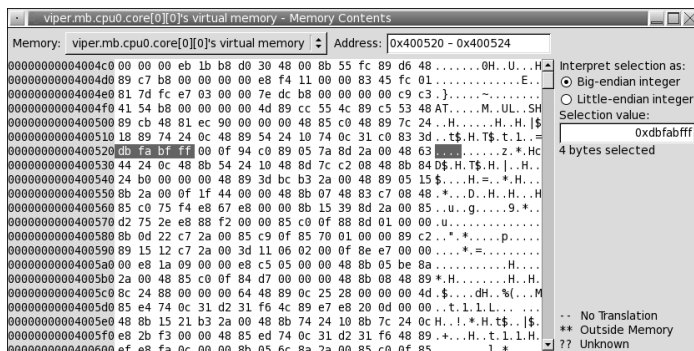 viper.mb.cpu0.core[0][0]'s virtual memory - Memory Contents
Memory: viper.mb.cpu0.core[0][0]'s virtual memory Address: 0x400520 - 0x400524
00000000004004c0 00 00 00 eb 1b b8 d0 30 48 00 8b 55 fc 89 d6 48 .......0H..U...H
00000000004004d0 89 c7 b8 00 00 00 00 e8 f4 11 00 00 83 45 fc 01 .............E..
00000000004004e0 81 7d fc e7 03 00 00 7e dc b8 00 00 00 00 c9 c3 .}.....~........
00000000004004f0 41 54 b8 00 00 00 00 4d 89 cc 55 4c 89 c5 53 48 AT.....M..UL..SH
0000000000400500 89 cb 48 81 ec 90 00 00 00 48 85 c0 48 89 7c 24 ..H......H..H.|$
0000000000400510 18 89 74 24 0c 48 89 54 24 10 74 0c 31 c0 83 3d ..t$.H.T$.t.1..=
0000000000400520 db fa bf ff 00 0f 94 c0 89 05 7a 8d 2a 00 48 63 ..........z.*.Hc
0000000000400530 44 24 0c 48 8b 54 24 10 48 8d 7c c2 08 48 8b 84 D$.H.T$.H.|..H..
0000000000400540 24 b0 00 00 00 48 89 3d bc b3 2a 00 48 89 05 15 $....H.=..*.H...
0000000000400550 8b 2a 00 0f 1f 44 00 00 48 8b 07 48 83 c7 08 48 .*...D..H..H...H
0000000000400560 85 c0 75 f4 e8 67 e8 00 00 8b 15 39 8d 2a 00 85 ..u..g.....9.*..
0000000000400570 d2 75 2e e8 88 f2 00 00 85 c0 0f 88 8d 01 00 00 .u..............
0000000000400580 8b 0d 22 c7 2a 00 85 c9 0f 85 70 01 00 00 89 c2 ..".*.....p.....
0000000000400590 89 15 12 c7 2a 00 3d 11 06 02 00 0f 8e e7 00 00 ....*.=.........
00000000004005a0 00 e8 1a 09 00 00 e8 c5 05 00 00 48 8b 05 be 8a ...........H....
00000000004005b0 2a 00 48 85 c0 0f 84 d7 00 00 00 48 8b 08 48 89 *.H........H..H.
00000000004005c0 8c 24 88 00 00 00 64 48 89 0c 25 28 00 00 00 4d .$....dH..%(...M
00000000004005d0 85 e4 74 0c 31 d2 31 f6 4c 89 e7 e8 20 0d 00 00 ..t.1.1.L... ...
00000000004005e0 48 8b 15 21 b3 2a 00 48 8b 74 24 10 8b 7c 24 0c H..!.*.H.t$..|$.
00000000004005f0 e8 2b f3 00 00 48 85 ed 74 0c 31 d2 31 f6 48 89 .+...H..t.1.1.H.
Interpret selection as:
Big-endian integer
Little-endian integer
Selection value:
0xdbfabfff
4 bytes selected
-- No Translation
** Outside Memory
?? Unknown